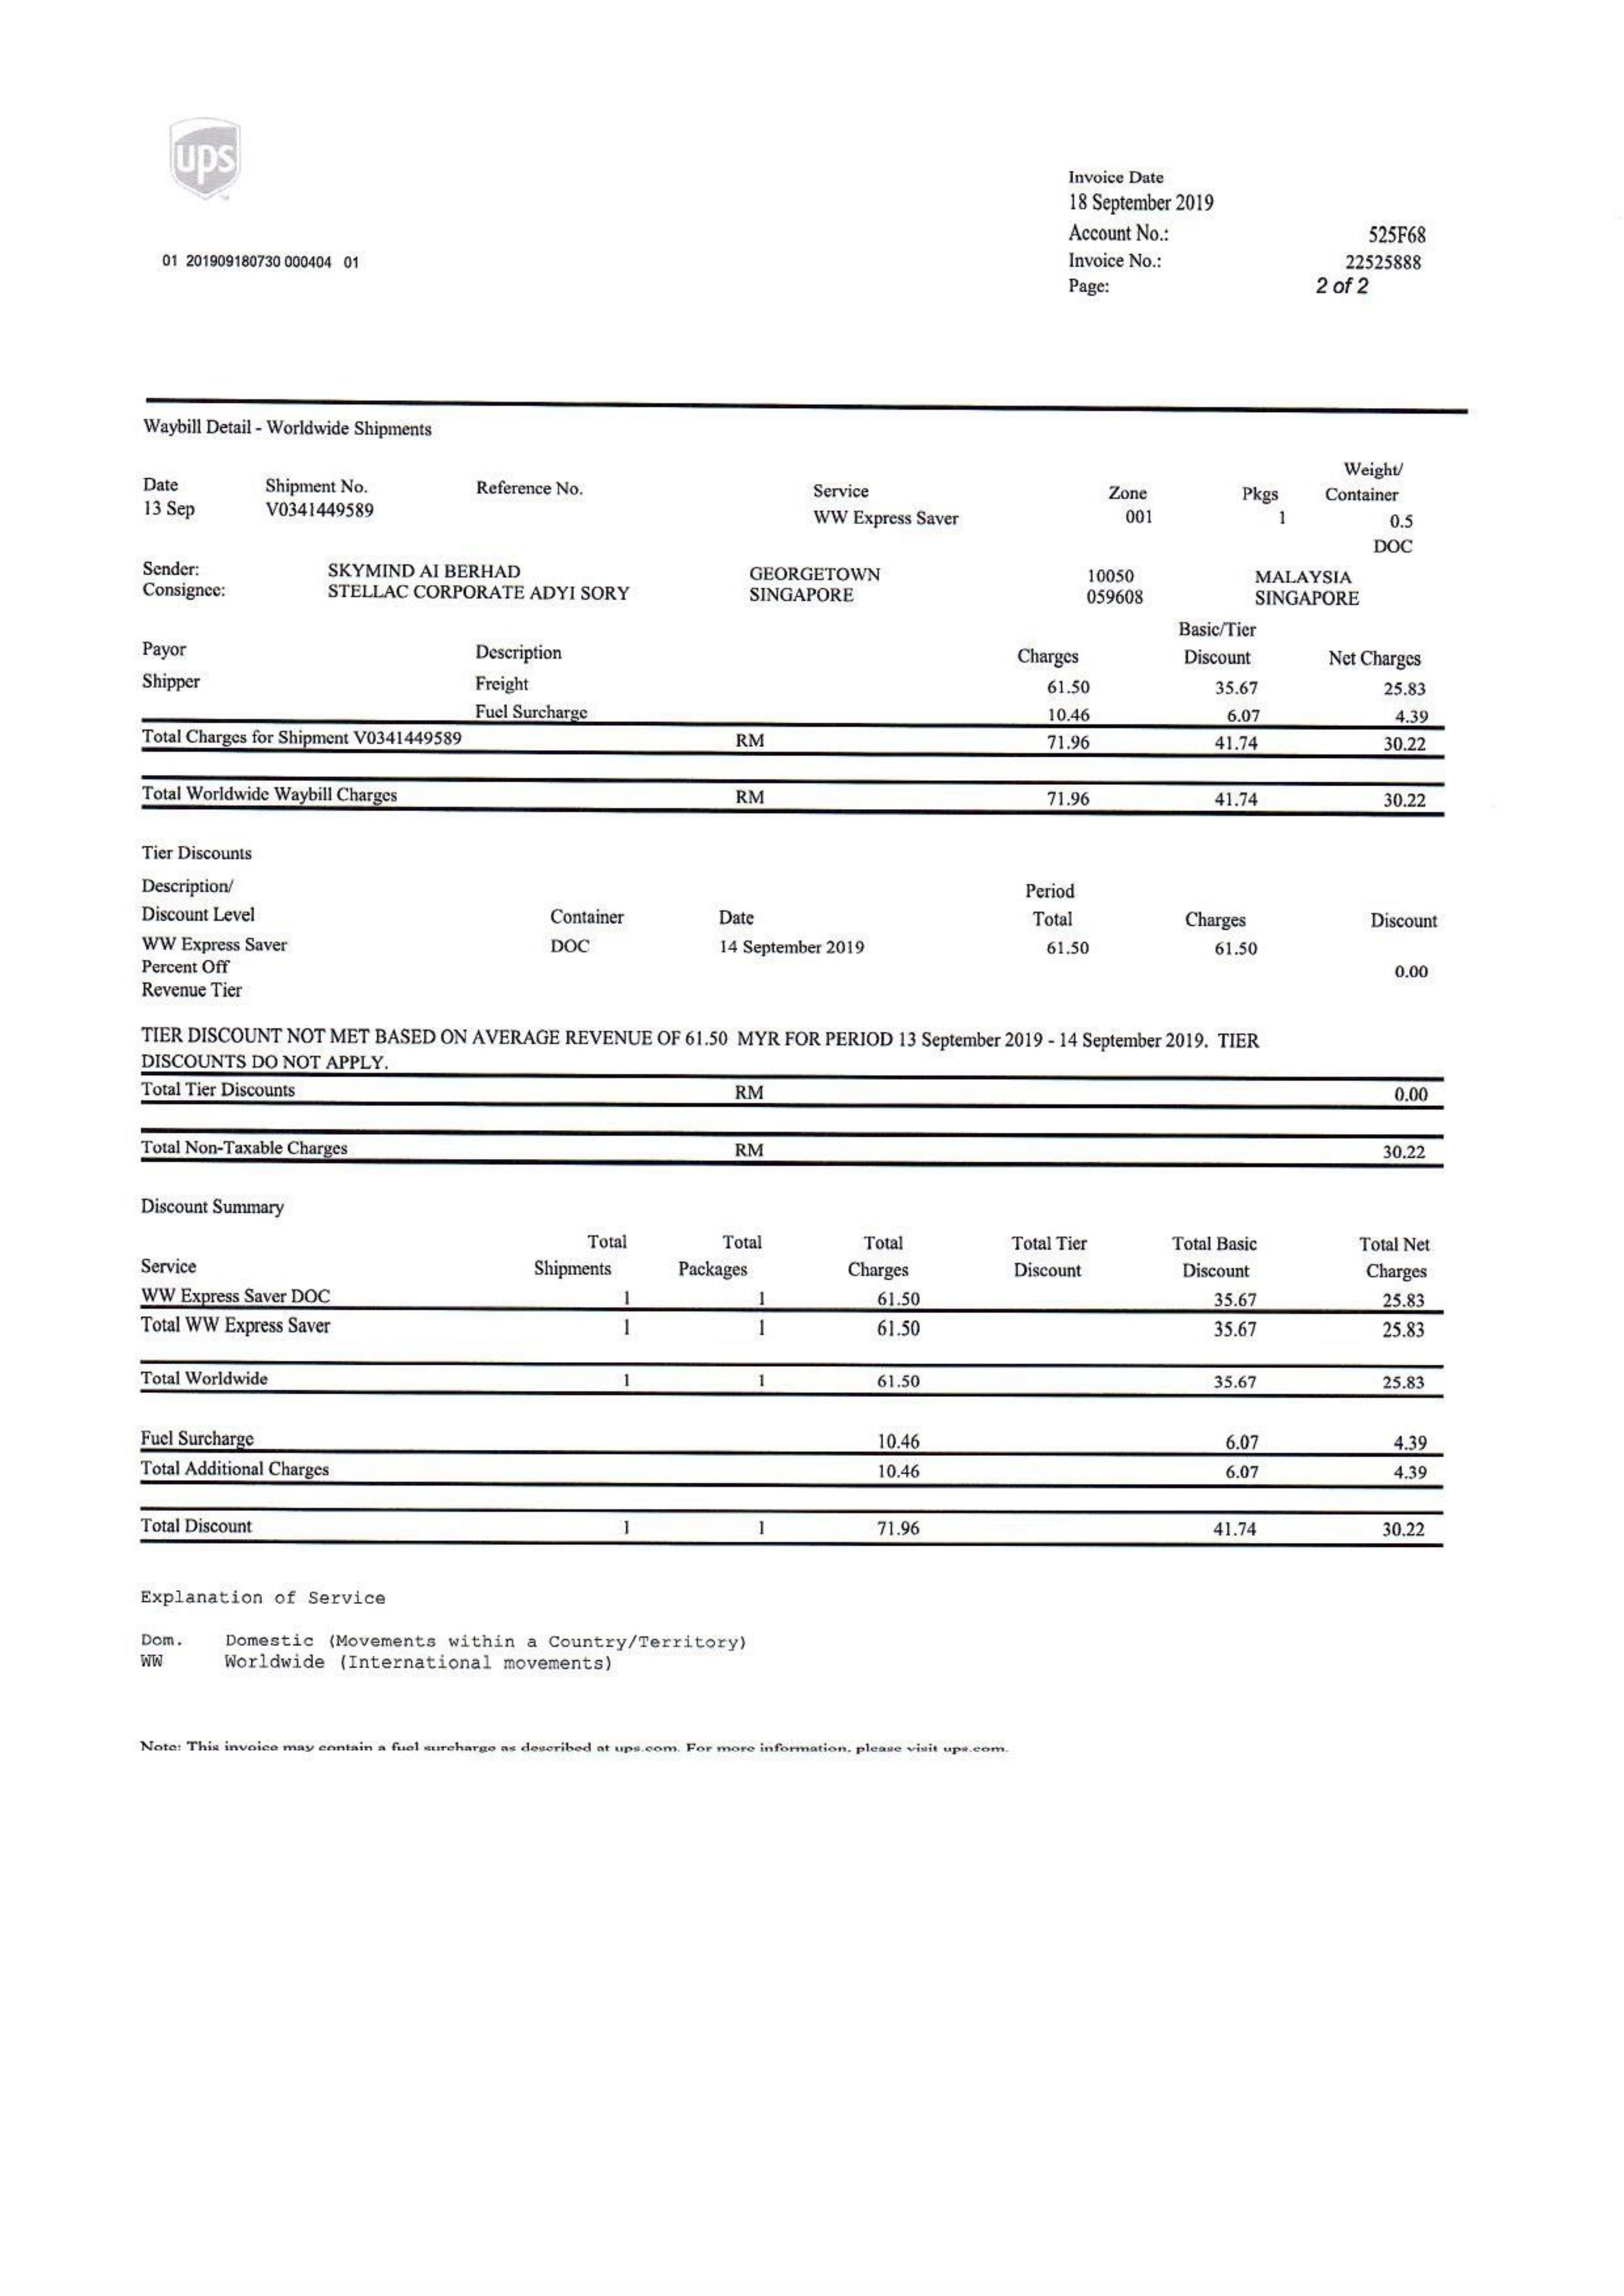 ups
Invoice Date
18 September 2019
Account No.: 525F68
01 201909180730 000404 01
Invoice No.: 22525888
Page: 2 of 2
Waybill Detail - Worldwide Shipments
Weight/
Date Shipment No. Reference No. Service Zone Pkgs Container
13 Sep V0341449589 WW Express Saver 001 1 0.5
DOC
Sender: SKYMIND AI BERHAD GEORGETOWN 10050 MALAYSIA
Consignee: STELLAC CORPORATE ADYI SORY SINGAPORE 059608 SINGAPORE
Basic/Tier
Payor Description Charges Discount Net Charges
Shipper Freight 61.50 35.67 25.83
Fuel Surcharge 10.46 6.07 4.39
Total Charges for Shipment V0341449589 RM 71.96 41.74 30.22
Total Worldwide Waybill Charges RM 71.96 41.74 30.22
Tier Discounts
Description/ Period
Discount Level Container Date Total Charges Discount
WW Express Saver DOC 14 September 2019 61.50 61.50
Percent Off 0.00
Revenue Tier
TIER DISCOUNT NOT MET BASED ON AVERAGE REVENUE OF 61.50 MYR FOR PERIOD 13 September 2019 - 14 September 2019. TIER
DISCOUNTS DO NOT APPLY.
Total Tier Discounts RM 0.00
Total Non-Taxable Charges RM 30.22
Discount Summary
Total Total Total Total Tier Total Basic Total Net
Service Shipments Packages Charges Discount Discount Charges
WW Express Saver DOC 1 1 61.50 35.67 25.83
Total WW Express Saver 1 1 61.50 35.67 25.83
Total Worldwide 1 1 61.50 35.67 25.83
Fuel Surcharge 10.46 6.07 4.39
Total Additional Charges 10.46 6.07 4.39
Total Discount 1 1 71.96 41.74 30.22
Explanation of Service
Dom. Domestic (Movements within a Country/Territory)
WW Worldwide (International movements)
Note: This invoice may contain a fuel surcharge as described at ups.com. For more information, please visit ups.com.